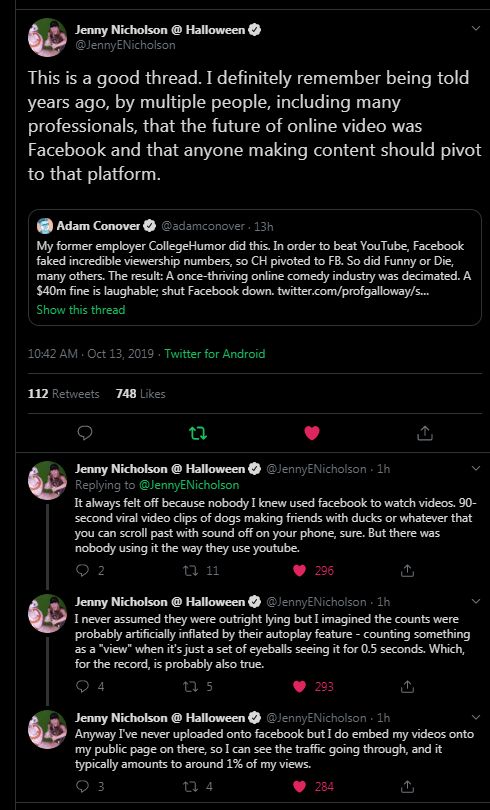 Jenny Nicholson @ Halloween
@JennyENicholson
This is a good thread. I definitely remember being told
years ago, by multiple people, including many
professionals, that the future of online video was
Facebook and that anyone making content should pivot
to that platform.
Adam Conover @adamconover · 13h
My former employer CollegeHumor did this. In order to beat YouTube, Facebook
faked incredible viewership numbers, so CH pivoted to FB. So did Funny or Die,
many others. The result: A once-thriving online comedy industry was decimated. A
$40m fine is laughable; shut Facebook down. twitter.com/profgalloway/s...
Show this thread
10:42 AM · Oct 13, 2019 · Twitter for Android
112 Retweets 748 Likes
Jenny Nicholson @ Halloween @JennyENicholson · 1h
Replying to @JennyENicholson
It always felt off because nobody I knew used facebook to watch videos. 90-
second viral video clips of dogs making friends with ducks or whatever that
you can scroll past with sound off on your phone, sure. But there was
nobody using it the way they use youtube.
2 11 296
Jenny Nicholson @ Halloween @JennyENicholson · 1h
I never assumed they were outright lying but I imagined the counts were
probably artificially inflated by their autoplay feature - counting something
as a "view" when it's just a set of eyeballs seeing it for 0.5 seconds. Which,
for the record, is probably also true.
4 5 293
Jenny Nicholson @ Halloween @JennyENicholson · 1h
Anyway I've never uploaded onto facebook but I do embed my videos onto
my public page on there, so I can see the traffic going through, and it
typically amounts to around 1% of my views.
3 4 284